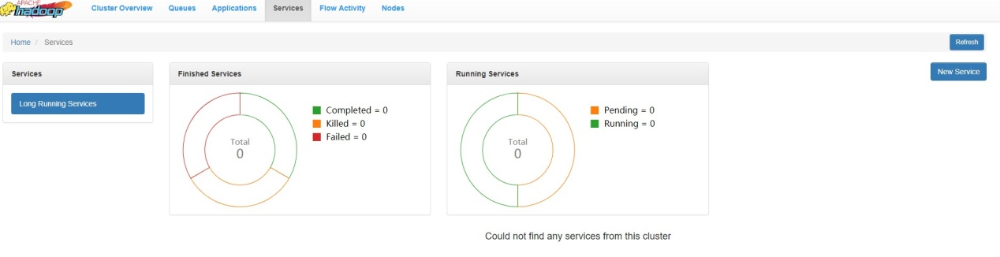 APACHE
hadoop
Cluster Overview Queues Applications Services Flow Activity Nodes
Home / Services Refresh
Services
Long Running Services
Finished Services
Total
0
Completed = 0
Killed = 0
Failed = 0
Running Services
Total
0
Pending = 0
Running = 0
New Service
Could not find any services from this cluster